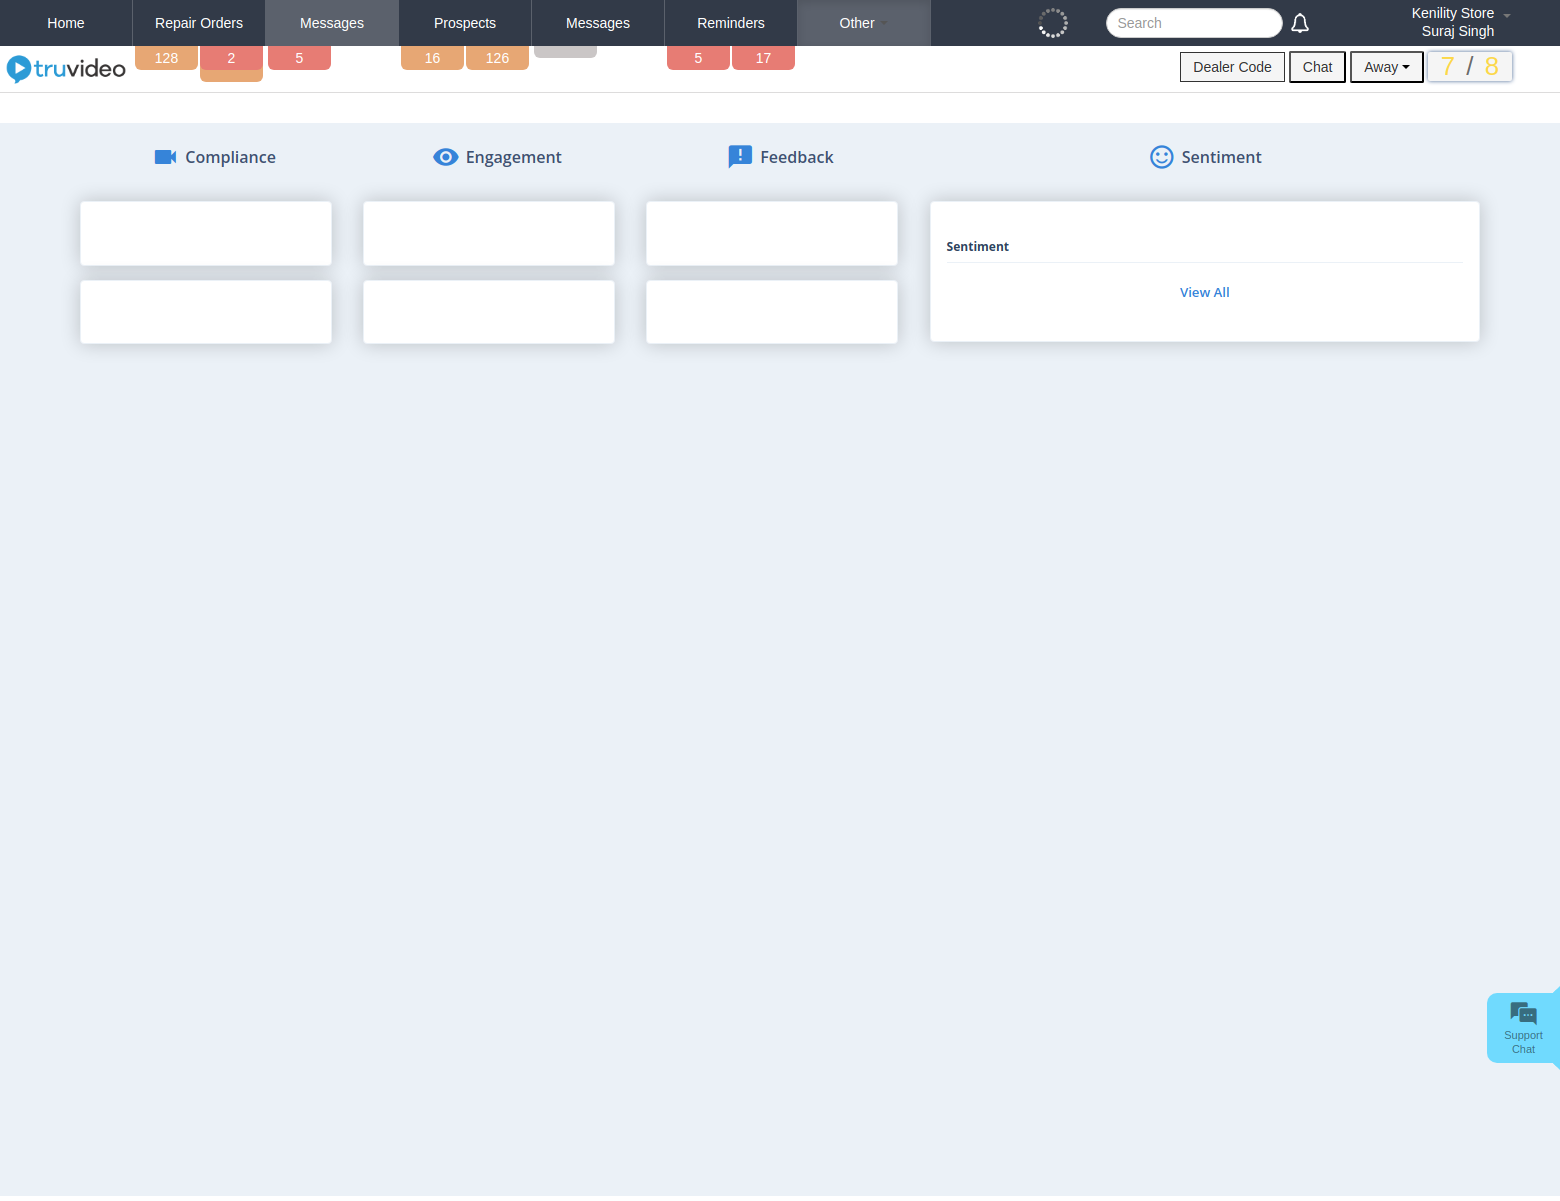 Home Repair Orders Messages Prospects Messages Reminders Other Search Kenility Store
Suraj Singh
truvideo 128 2 5 16 126 5 17 Dealer Code Chat Away 7 / 8
Compliance Engagement Feedback Sentiment
Sentiment
View All
Support
Chat